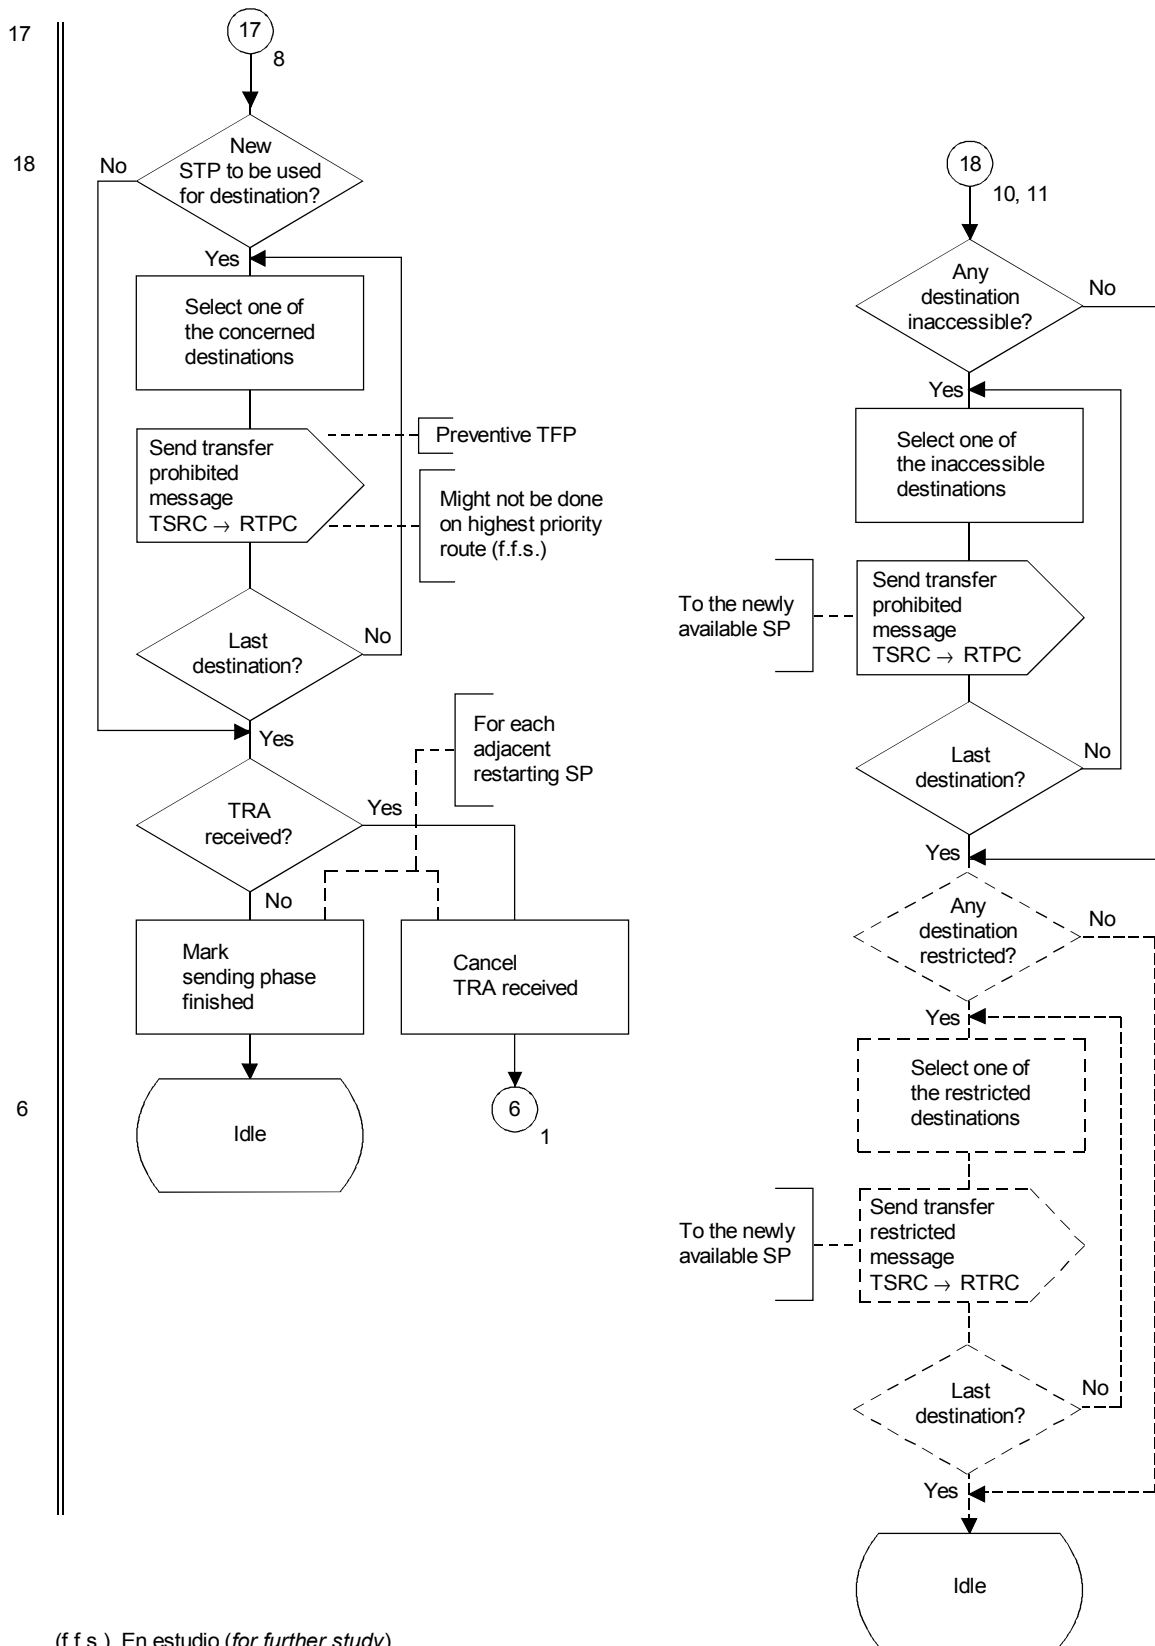 17
18
6
17
8
New
STP to be used
for destination?
No
Yes
Select one of
the concerned
destinations
Send transfer
prohibited
message
TSRC → RTPC
Preventive TFP
Might not be done
on highest priority
route (f.f.s.)
Last
destination?
No
Yes
For each
adjacent
restarting SP
TRA
received?
Yes
No
Mark
sending phase
finished
Cancel
TRA received
Idle
6
1
18
10, 11
Any
destination
inaccessible?
No
Yes
Select one of
the inaccessible
destinations
To the newly
available SP
Send transfer
prohibited
message
TSRC → RTPC
Last
destination?
No
Yes
Any
destination
restricted?
No
Yes
Select one of
the restricted
destinations
To the newly
available SP
Send transfer
restricted
message
TSRC → RTRC
Last
destination?
No
Yes
Idle
(f.f.s.) En estudio (for further study)